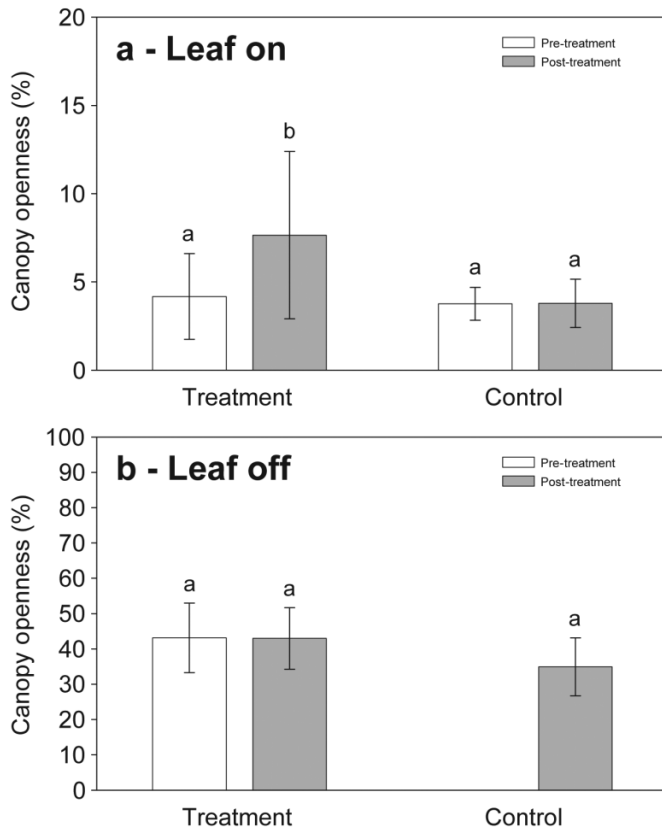 a - Leaf on
Pre-treatment
Post-treatment
Canopy openness (%)
20
15
10
5
0
a
b
a
a
Treatment
Control
b - Leaf off
Pre-treatment
Post-treatment
Canopy openness (%)
100
90
80
70
60
50
40
30
20
10
0
a
a
a
Treatment
Control